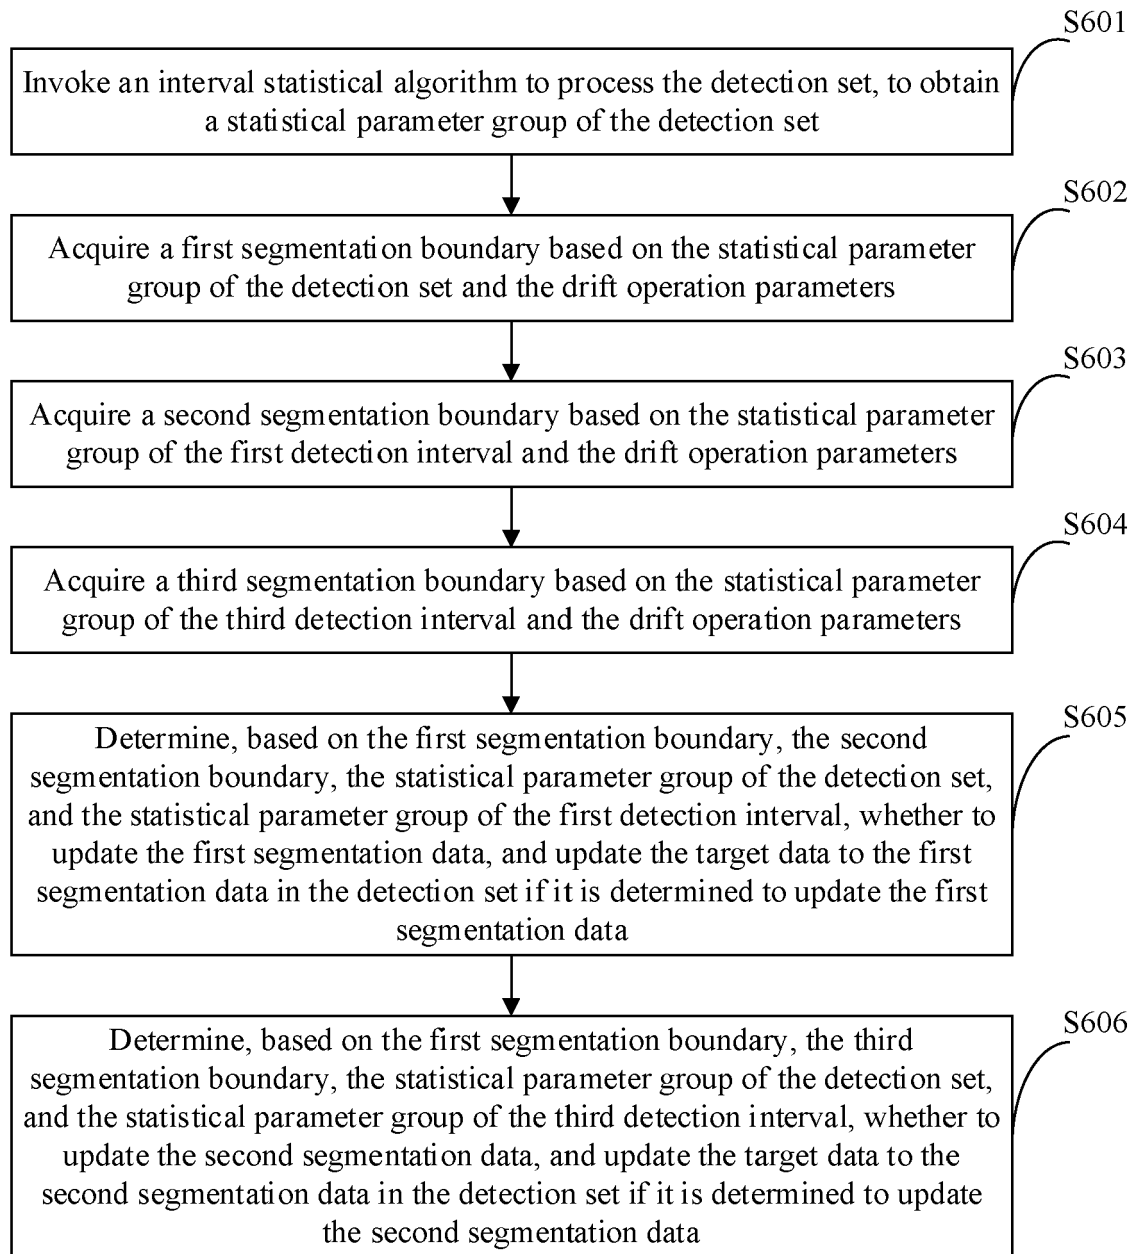 S601
Invoke an interval statistical algorithm to process the detection set, to obtain
a statistical parameter group of the detection set
S602
Acquire a first segmentation boundary based on the statistical parameter
group of the detection set and the drift operation parameters
S603
Acquire a second segmentation boundary based on the statistical parameter
group of the first detection interval and the drift operation parameters
S604
Acquire a third segmentation boundary based on the statistical parameter
group of the third detection interval and the drift operation parameters
S605
Determine, based on the first segmentation boundary, the second
segmentation boundary, the statistical parameter group of the detection set,
and the statistical parameter group of the first detection interval, whether to
update the first segmentation data, and update the target data to the first
segmentation data in the detection set if it is determined to update the first
segmentation data
S606
Determine, based on the first segmentation boundary, the third
segmentation boundary, the statistical parameter group of the detection set,
and the statistical parameter group of the third detection interval, whether to
update the second segmentation data, and update the target data to the
second segmentation data in the detection set if it is determined to update
the second segmentation data